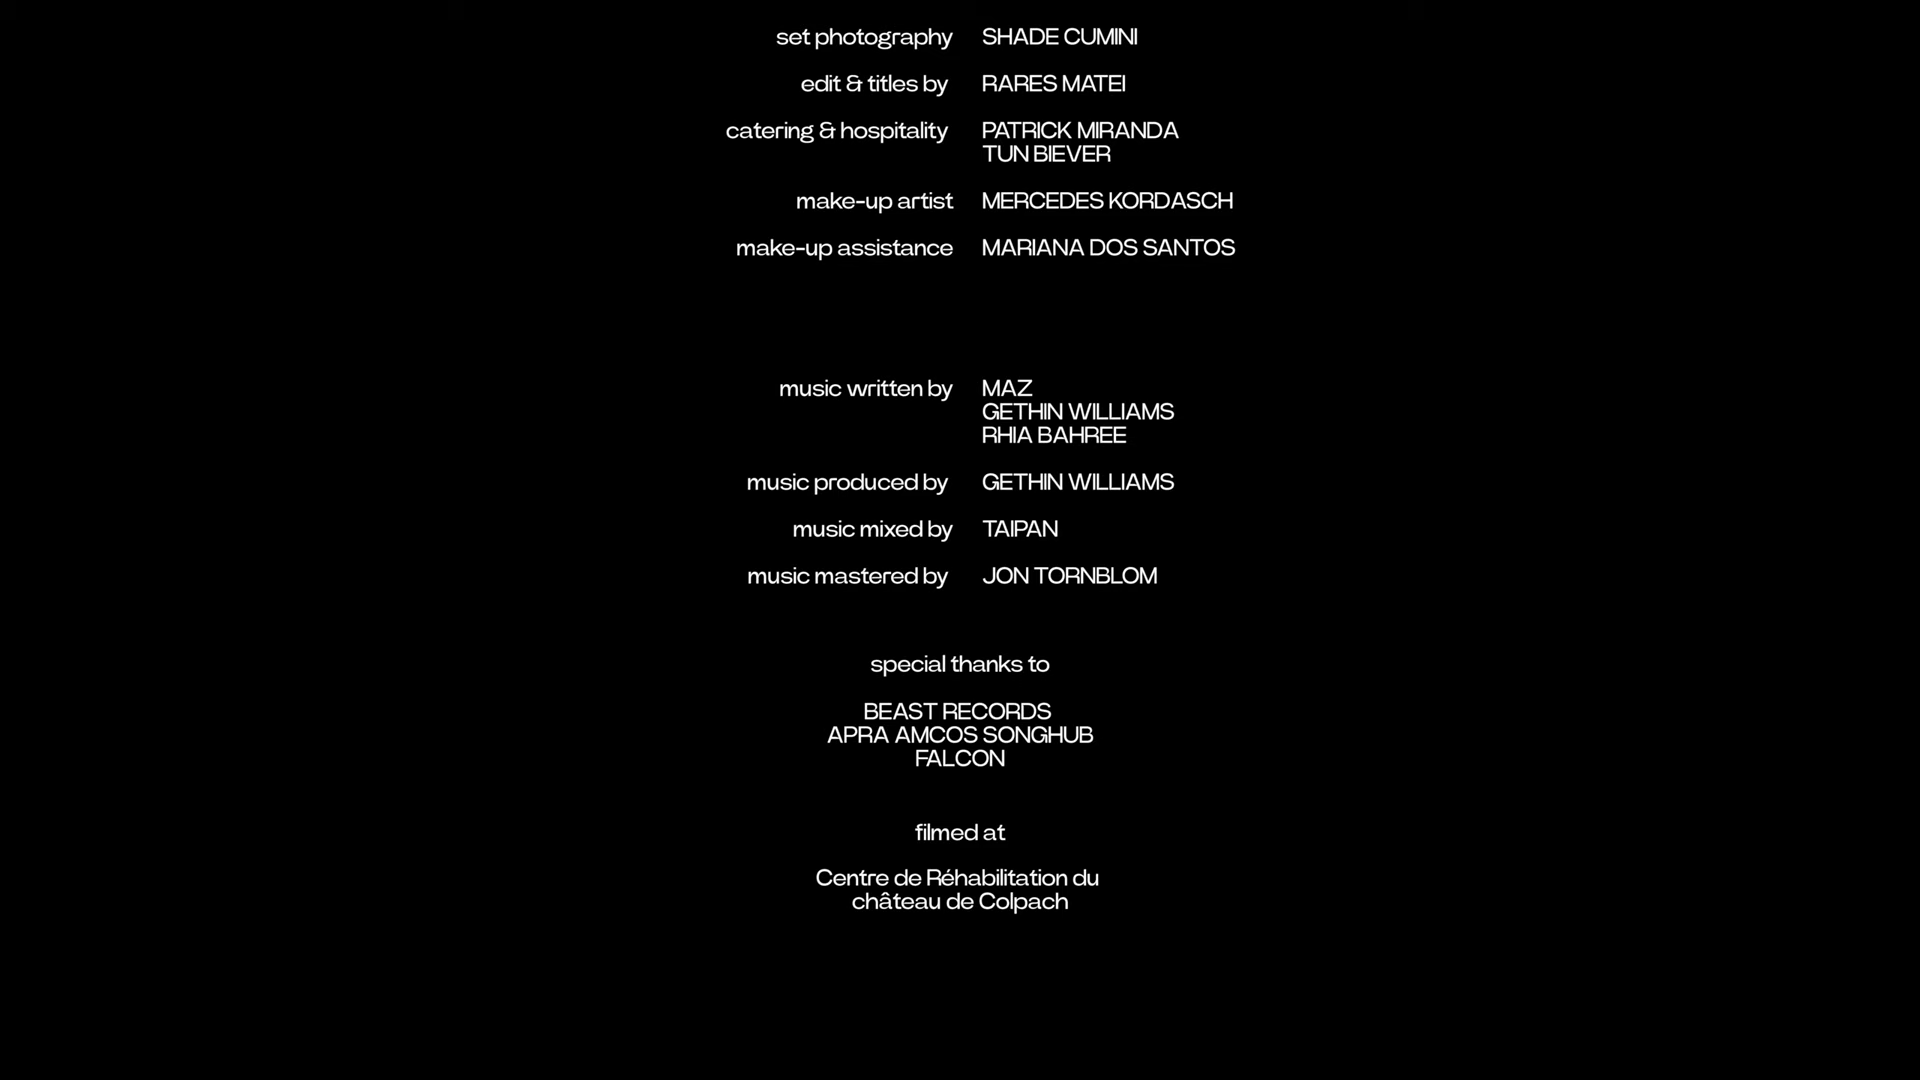 set photography SHADE CUMINI
edit & titles by RARES MATEI
catering & hospitality PATRICK MIRANDA
TUN BIEVER
make-up artist MERCEDES KORDASCH
make-up assistance MARIANA DOS SANTOS
music written by MAZ
GETHIN WILLIAMS
RHIA BAHREE
music produced by GETHIN WILLIAMS
music mixed by TAIPAN
music mastered by JON TORNBLOM
special thanks to
BEAST RECORDS
APRA AMCOS SONGHUB
FALCON
filmed at
Centre de Réhabilitation du
château de Colpach